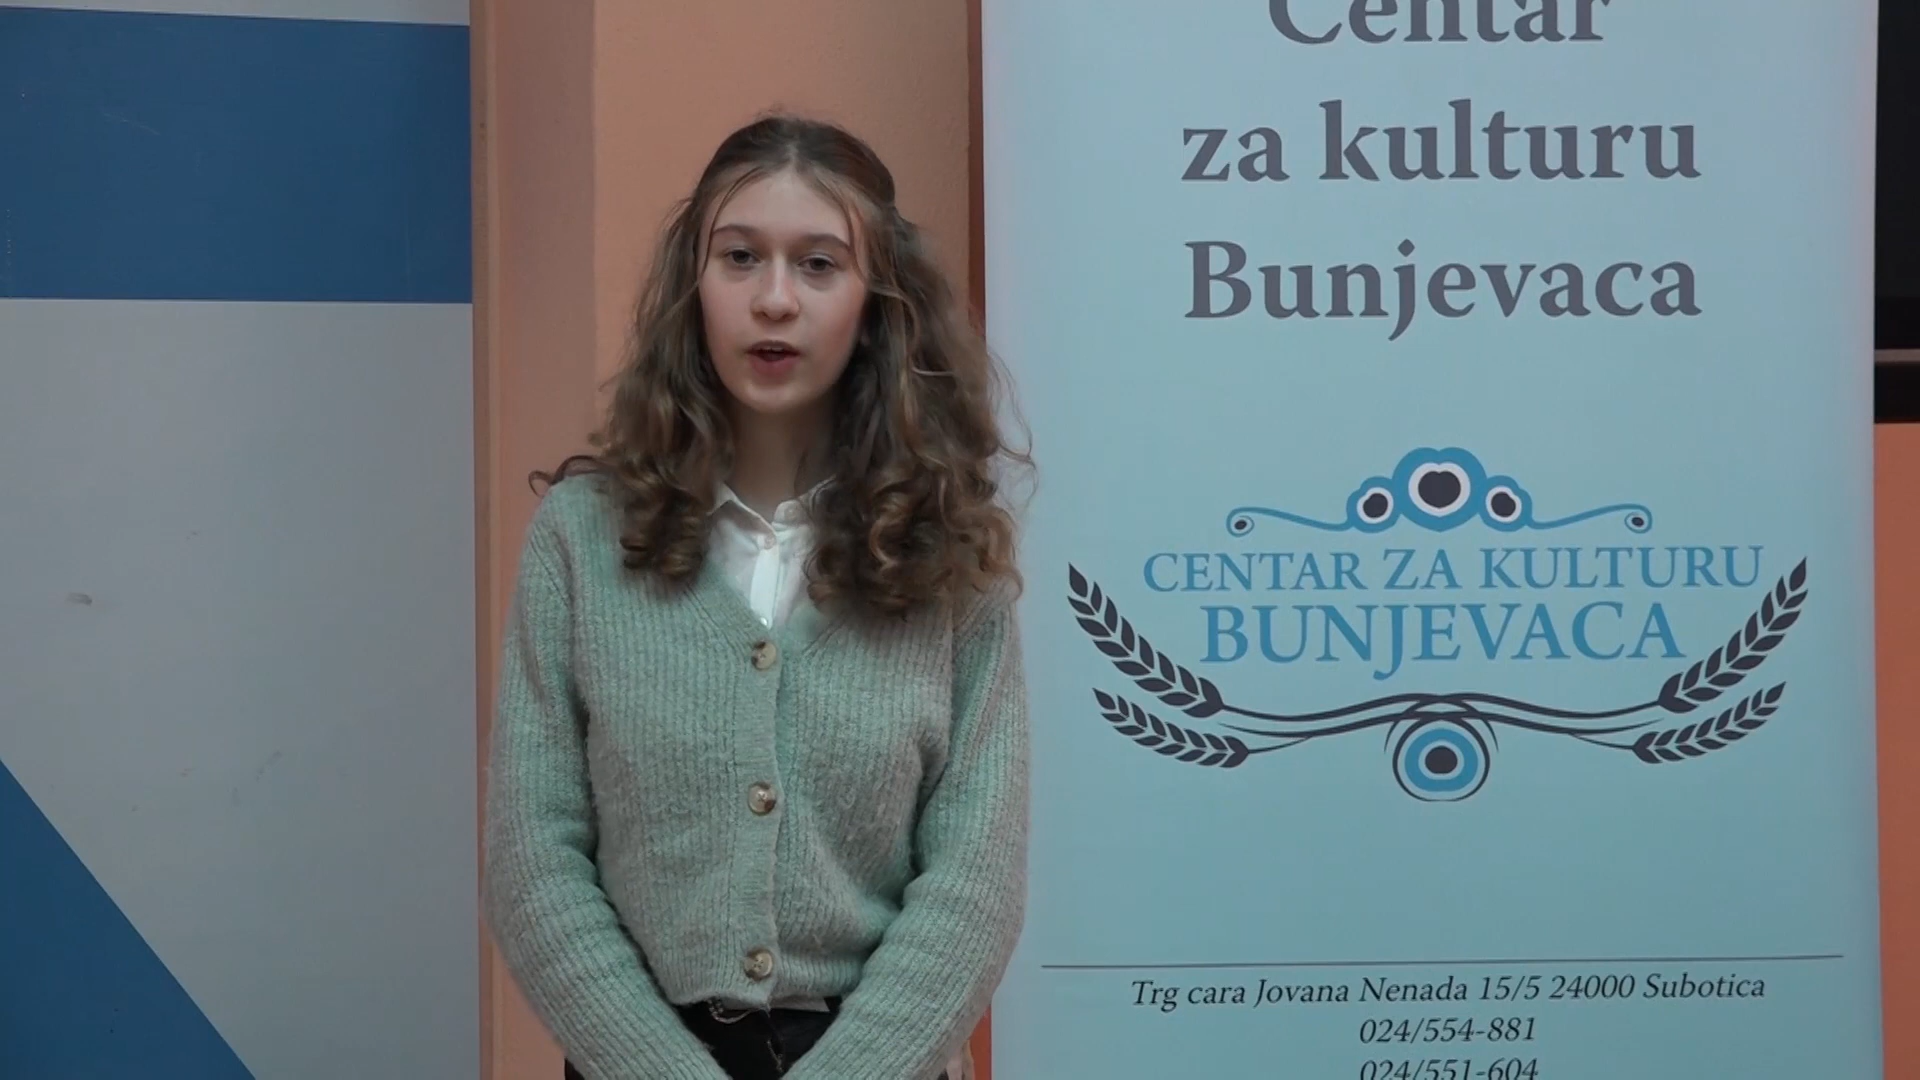 Centar
za kulturu
Bunjevaca
CENTAR ZA KULTURU
BUNJEVACA
Trg cara Jovana Nenada 15/5 24000 Subotica
024/554-881
024/551-604